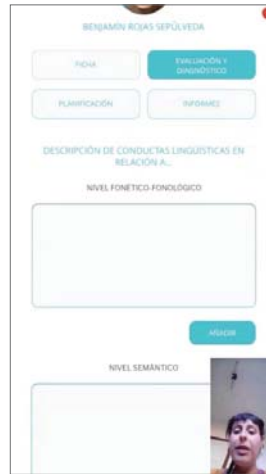 BENJAMÍN ROJAS SEPÚLVEDA
FICHA
EVALUACIÓN Y
DIAGNÓSTICO
PLANIFICACIÓN
INFORMES
DESCRIPCIÓN DE CONDUCTAS LINGÜÍSTICAS EN
RELACIÓN A...
NIVEL FONÉTICO-FONOLÓGICO
AÑADIR
NIVEL SEMÁNTICO